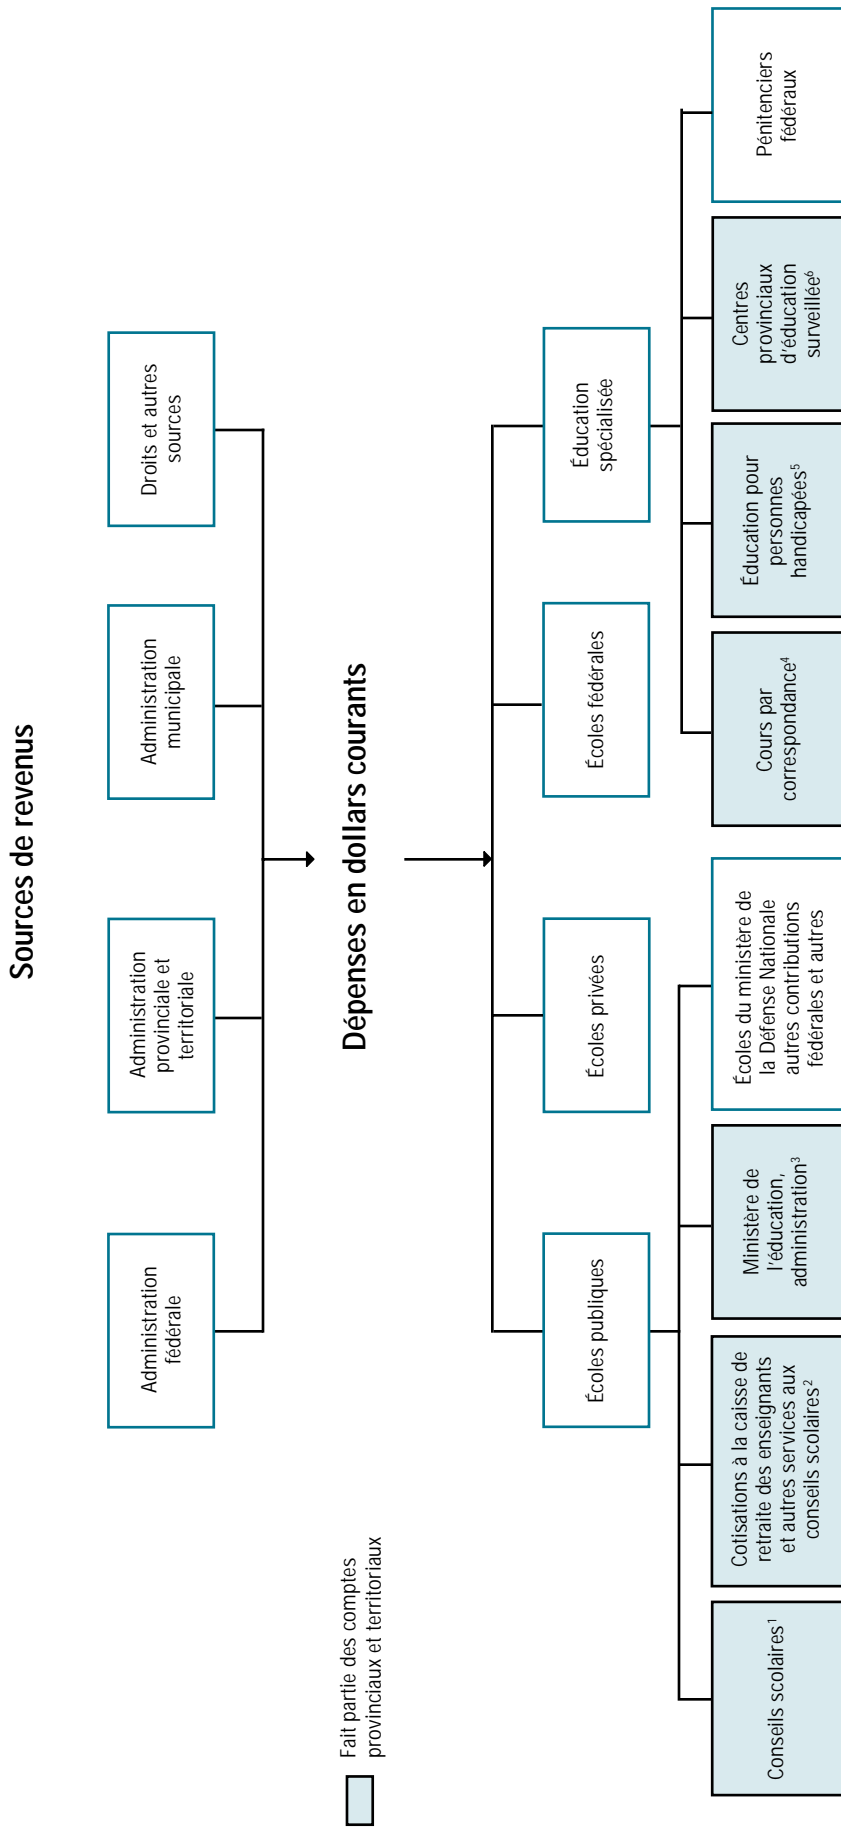 Sources de revenus
Administration
fédérale
Administration
provinciale et
territoriale
Administration
municipale
Droits et autres
sources
Fait partie des comptes
provinciaux et territoriaux
Dépenses en dollars courants
Écoles publiques
Écoles privées
Écoles fédérales
Éducation
spécialisée
Conseils scolaires¹
Cotisations à la caisse de
retraite des enseignants
et autres services aux
conseils scolaires²
Ministère de
l'éducation,
administration³
Écoles du ministère de
la Défense Nationale
autres contributions
fédérales et autres
Cours par
correspondance⁴
Éducation pour
personnes
handicapées⁵
Centres
provinciaux
d'éducation
surveillée⁶
Pénitenciers
fédéraux